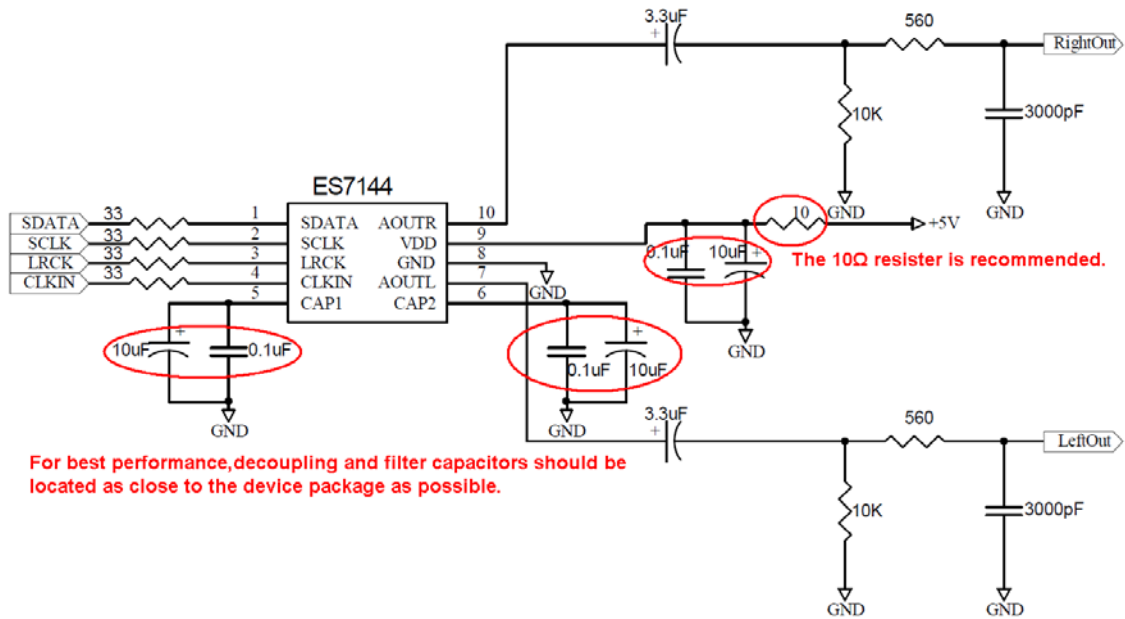 3.3uF
+
560
RightOut
10K
3000pF
GND
GND
ES7144
SDATA 33 1 SDATA AOUTR 10
SCLK 33 2 SCLK VDD 9
LRCK 33 3 LRCK GND 8
CLKIN 33 4 CLKIN AOUTL 7
5 CAP1 CAP2 6
GND
10
+5V
0.1uF 10uF +
The 10Ω resister is recommended.
GND
10uF + 0.1uF
GND
0.1uF + 10uF
GND
3.3uF
+
560
LeftOut
10K
3000pF
GND
GND
For best performance,decoupling and filter capacitors should be
located as close to the device package as possible.